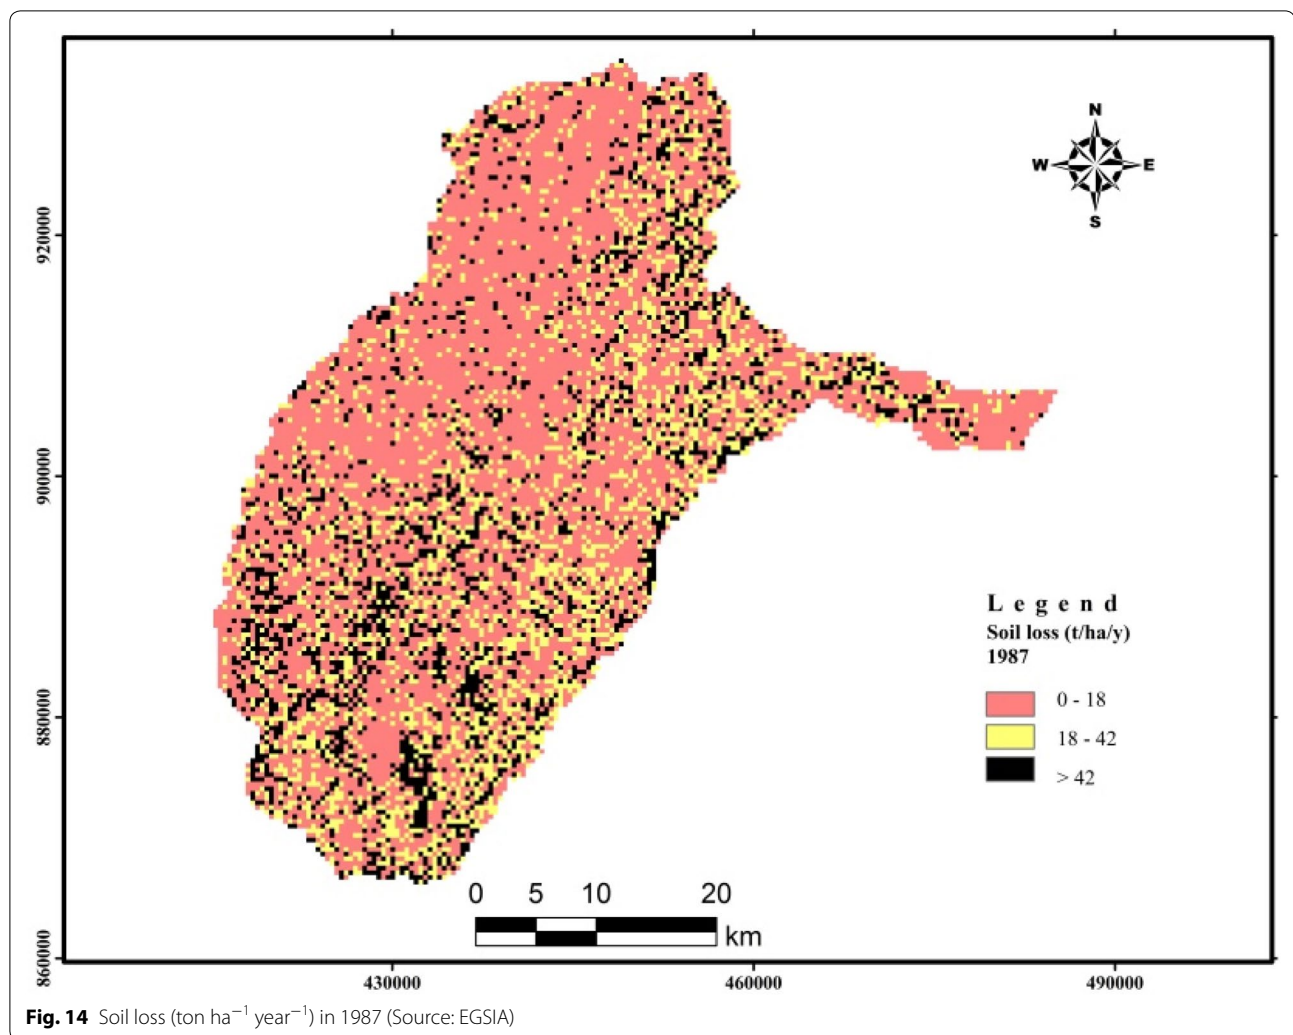 N
W E
S
920000
900000
880000
860000
Legend
Soil loss (t/ha/y)
1987
0 - 18
18 - 42
> 42
0 5 10 20
km
430000 460000 490000
Fig. 14 Soil loss (ton ha⁻¹ year⁻¹) in 1987 (Source: EGSIA)